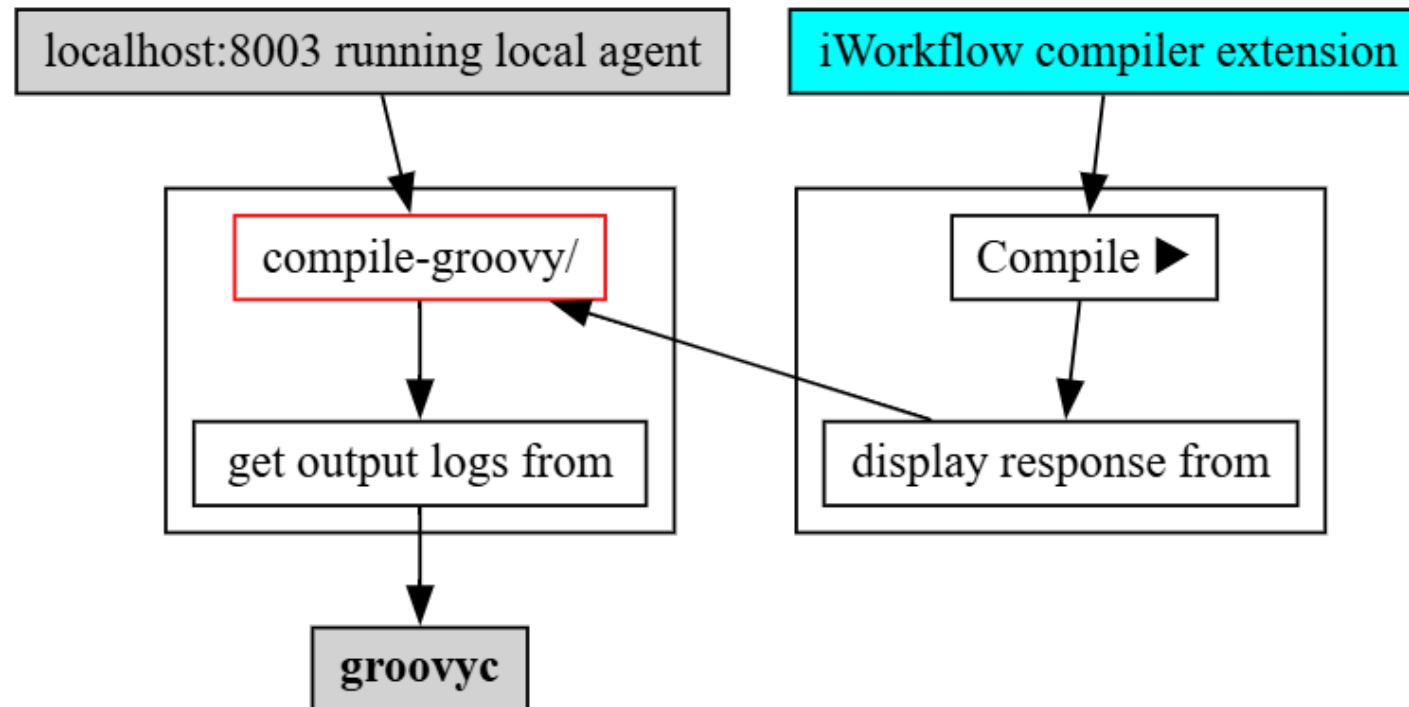 localhost:8003 running local agent
iWorkflow compiler extension
compile-groovy/
Compile ▶
get output logs from
display response from
groovyc